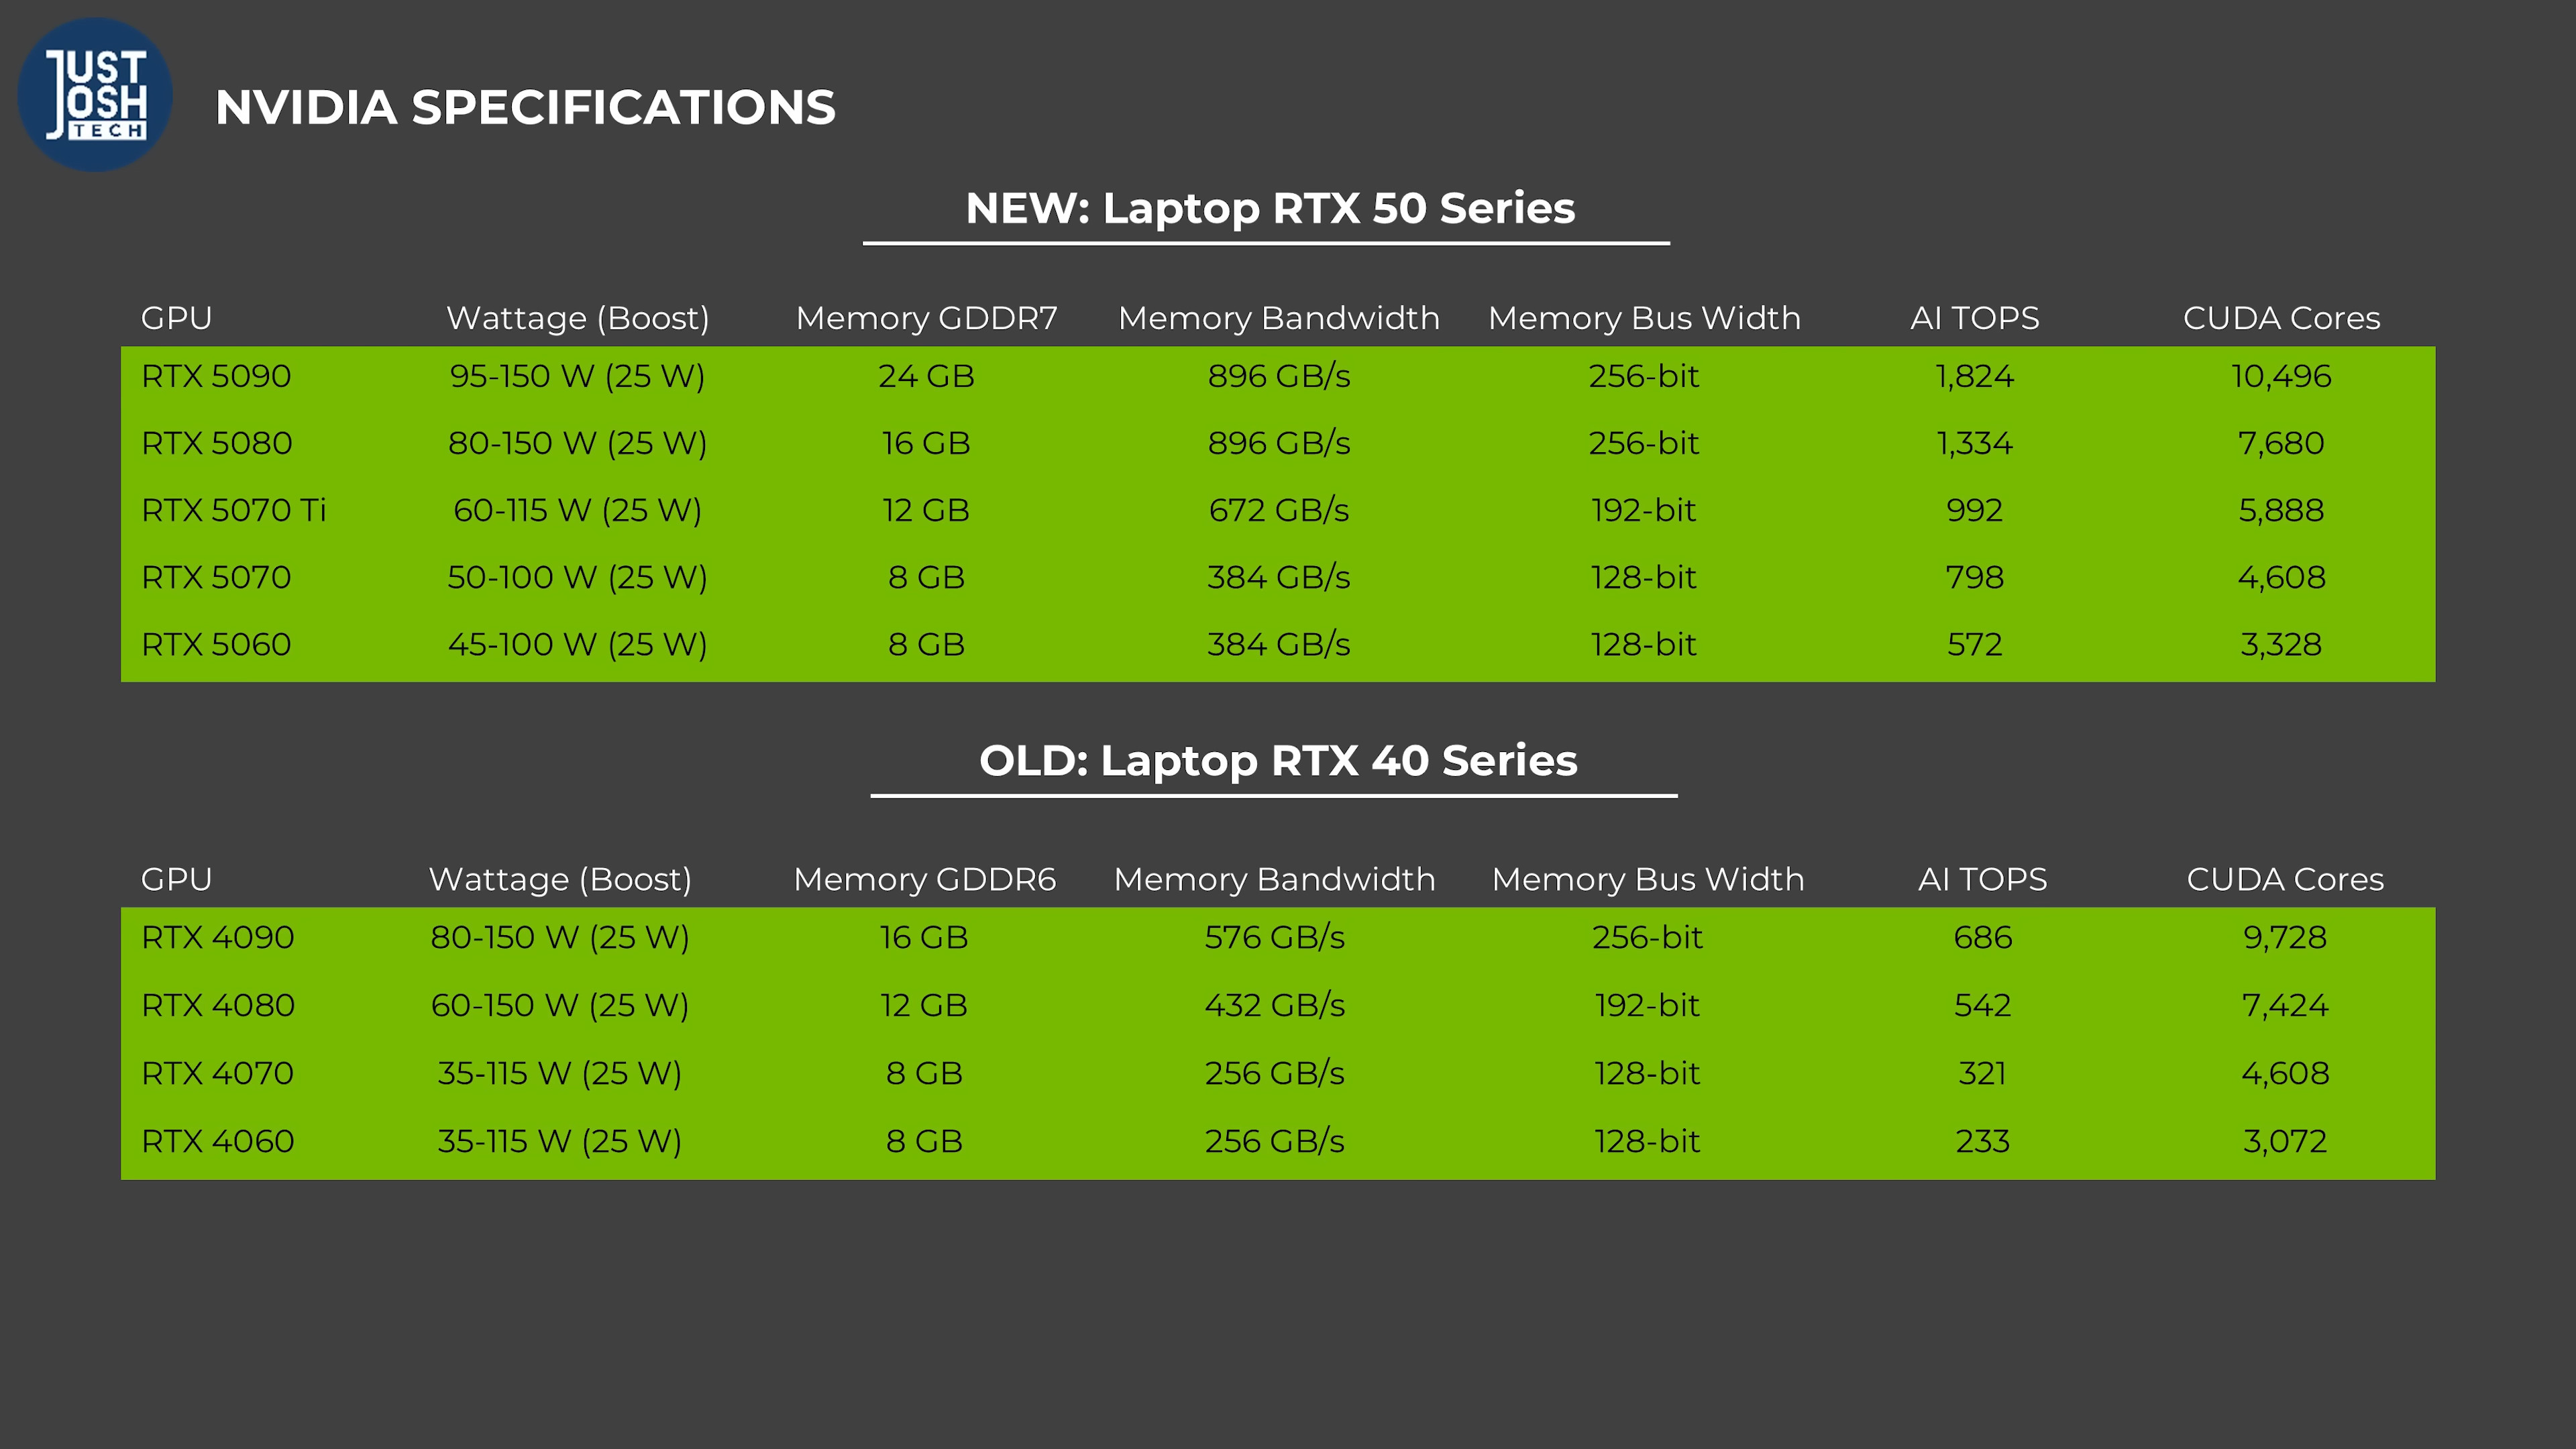 JUST
JOSH
TECH
NVIDIA SPECIFICATIONS
NEW: Laptop RTX 50 Series
GPU Wattage (Boost) Memory GDDR7 Memory Bandwidth Memory Bus Width AI TOPS CUDA Cores
RTX 5090 95-150 W (25 W) 24 GB 896 GB/s 256-bit 1,824 10,496
RTX 5080 80-150 W (25 W) 16 GB 896 GB/s 256-bit 1,334 7,680
RTX 5070 Ti 60-115 W (25 W) 12 GB 672 GB/s 192-bit 992 5,888
RTX 5070 50-100 W (25 W) 8 GB 384 GB/s 128-bit 798 4,608
RTX 5060 45-100 W (25 W) 8 GB 384 GB/s 128-bit 572 3,328
OLD: Laptop RTX 40 Series
GPU Wattage (Boost) Memory GDDR6 Memory Bandwidth Memory Bus Width AI TOPS CUDA Cores
RTX 4090 80-150 W (25 W) 16 GB 576 GB/s 256-bit 686 9,728
RTX 4080 60-150 W (25 W) 12 GB 432 GB/s 192-bit 542 7,424
RTX 4070 35-115 W (25 W) 8 GB 256 GB/s 128-bit 321 4,608
RTX 4060 35-115 W (25 W) 8 GB 256 GB/s 128-bit 233 3,072